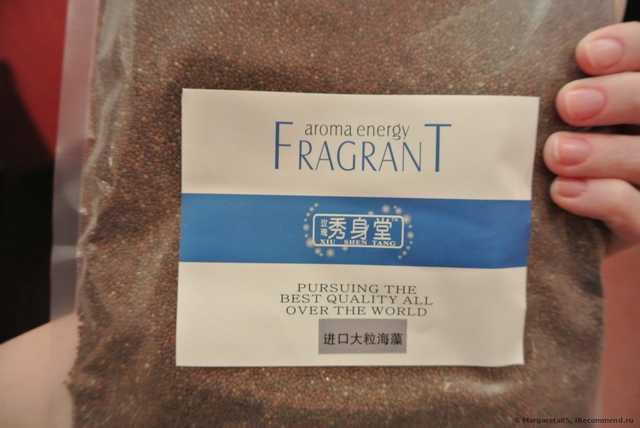 aroma energy
FRAGRANT
秀身堂
XIU SHEN TANG
PURSUING THE
BEST QUALITY ALL
OVER THE WORLD
进口大粒海藻
© MargaretaRS, IRecommend.ru